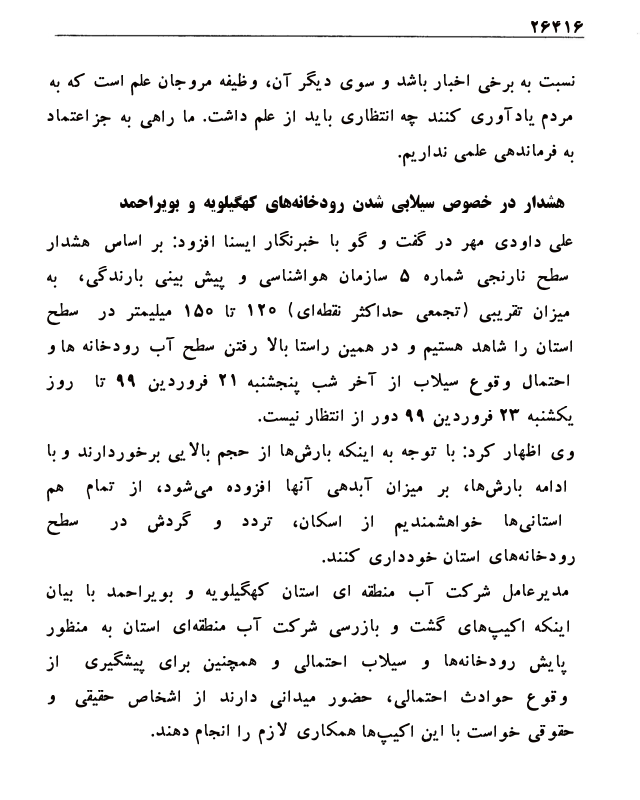 ۲۶۴۱۶
نسبت به برخی اخبار باشد و سوی دیگر آن، وظیفه مروجان علم است که به
مردم یادآوری کنند چه انتظاری باید از علم داشت. ما راهی به جز اعتماد
به فرماندهی علمی نداریم.
هشدار در خصوص سیلابی شدن رودخانه‌های کهگیلویه و بویراحمد
علی داودی مهر در گفت و گو با خبرنگار ایسنا افزود: بر اساس هشدار
سطح نارنجی شماره ۵ سازمان هواشناسی و پیش بینی بارندگی، به
میزان تقریبی (تجمعی حداکثر نقطه‌ای) ۱۲۰ تا ۱۵۰ میلیمتر در سطح
استان را شاهد هستیم و در همین راستا بالا رفتن سطح آب رودخانه ها و
احتمال وقوع سیلاب از آخر شب پنجشنبه ۲۱ فروردین ۹۹ تا روز
یکشنبه ۲۳ فروردین ۹۹ دور از انتظار نیست.
وی اظهار کرد: با توجه به اینکه بارش‌ها از حجم بالایی برخوردارند و با
ادامه بارش‌ها، بر میزان آبدهی آنها افزوده می‌شود، از تمام هم
استانی‌ها خواهشمندیم از اسکان، تردد و گردش در سطح
رودخانه‌های استان خودداری کنند.
مدیرعامل شرکت آب منطقه ای استان کهگیلویه و بویراحمد با بیان
اینکه اکیپ‌های گشت و بازرسی شرکت آب منطقه‌ای استان به منظور
پایش رودخانه‌ها و سیلاب احتمالی و همچنین برای پیشگیری از
وقوع حوادث احتمالی، حضور میدانی دارند از اشخاص حقیقی و
حقوقی خواست با این اکیپ‌ها همکاری لازم را انجام دهند.